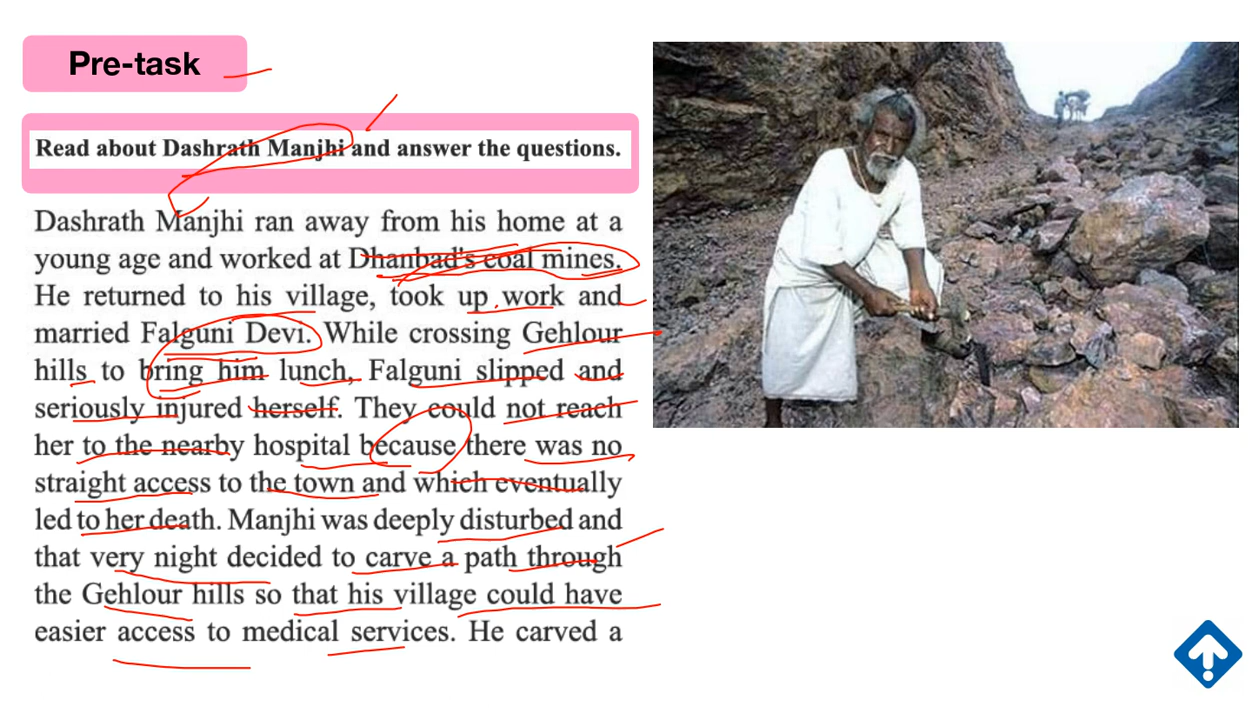 Pre-task
Read about Dashrath Manjhi and answer the questions.
Dashrath Manjhi ran away from his home at a
young age and worked at Dhanbad's coal mines.
He returned to his village, took up work and
married Falguni Devi. While crossing Gehlour
hills to bring him lunch, Falguni slipped and
seriously injured herself. They could not reach
her to the nearby hospital because there was no
straight access to the town and which eventually
led to her death. Manjhi was deeply disturbed and
that very night decided to carve a path through
the Gehlour hills so that his village could have
easier access to medical services. He carved a